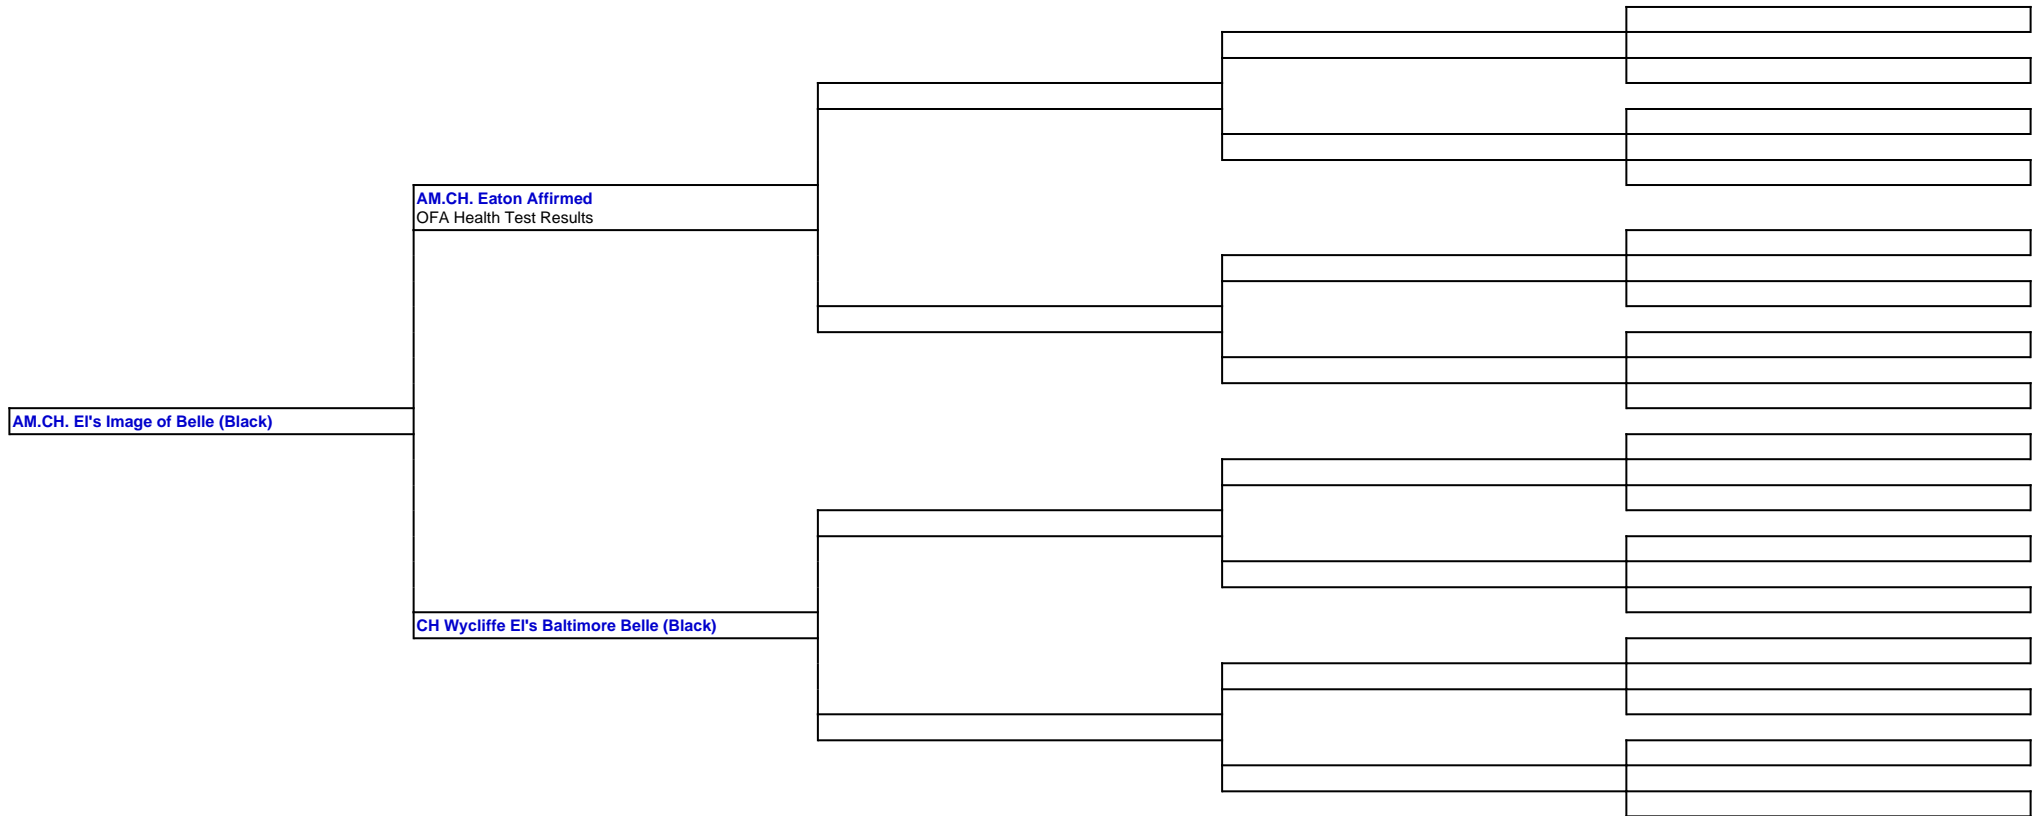 AM.CH. Eaton Affirmed
OFA Health Test Results
AM.CH. El's Image of Belle (Black)
CH Wycliffe El's Baltimore Belle (Black)